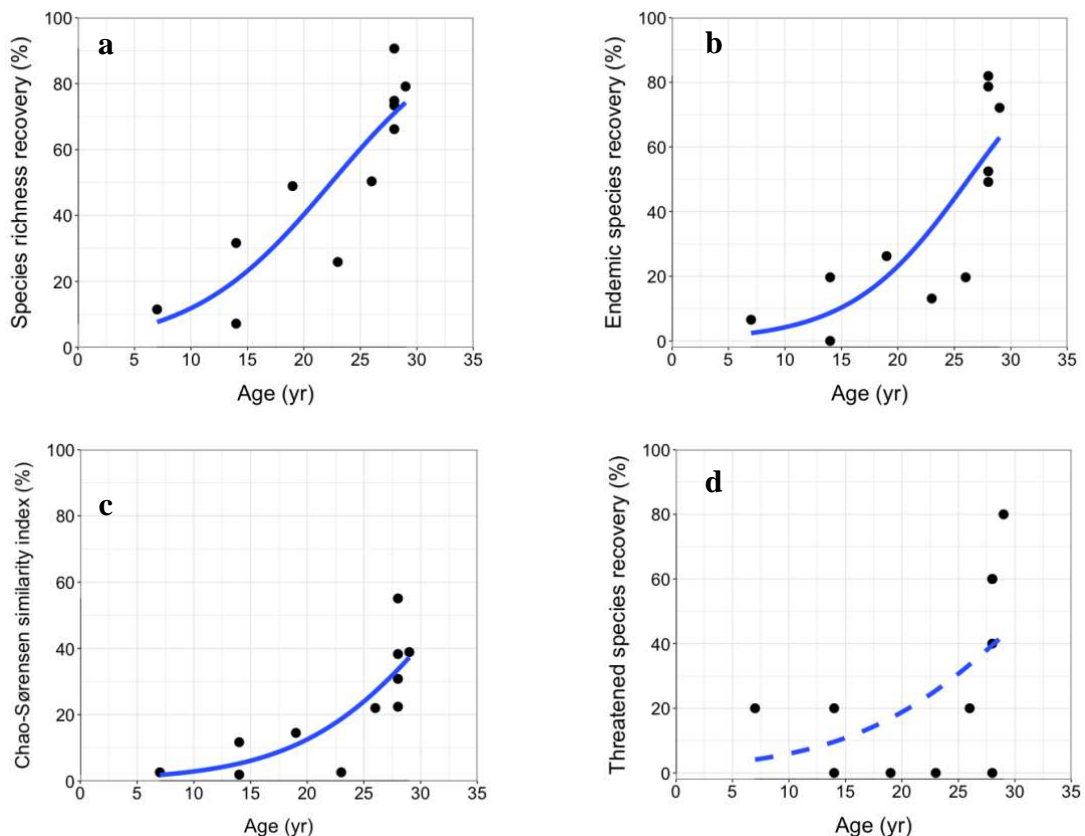 a
Species richness recovery (%)
100
80
60
40
20
0
0 5 10 15 20 25 30 35
Age (yr)
b
Endemic species recovery (%)
100
80
60
40
20
0
0 5 10 15 20 25 30 35
Age (yr)
c
Chao-Sørensen similarity index (%)
100
80
60
40
20
0
0 5 10 15 20 25 30 35
Age (yr)
d
Threatened species recovery (%)
100
80
60
40
20
0
0 5 10 15 20 25 30 35
Age (yr)